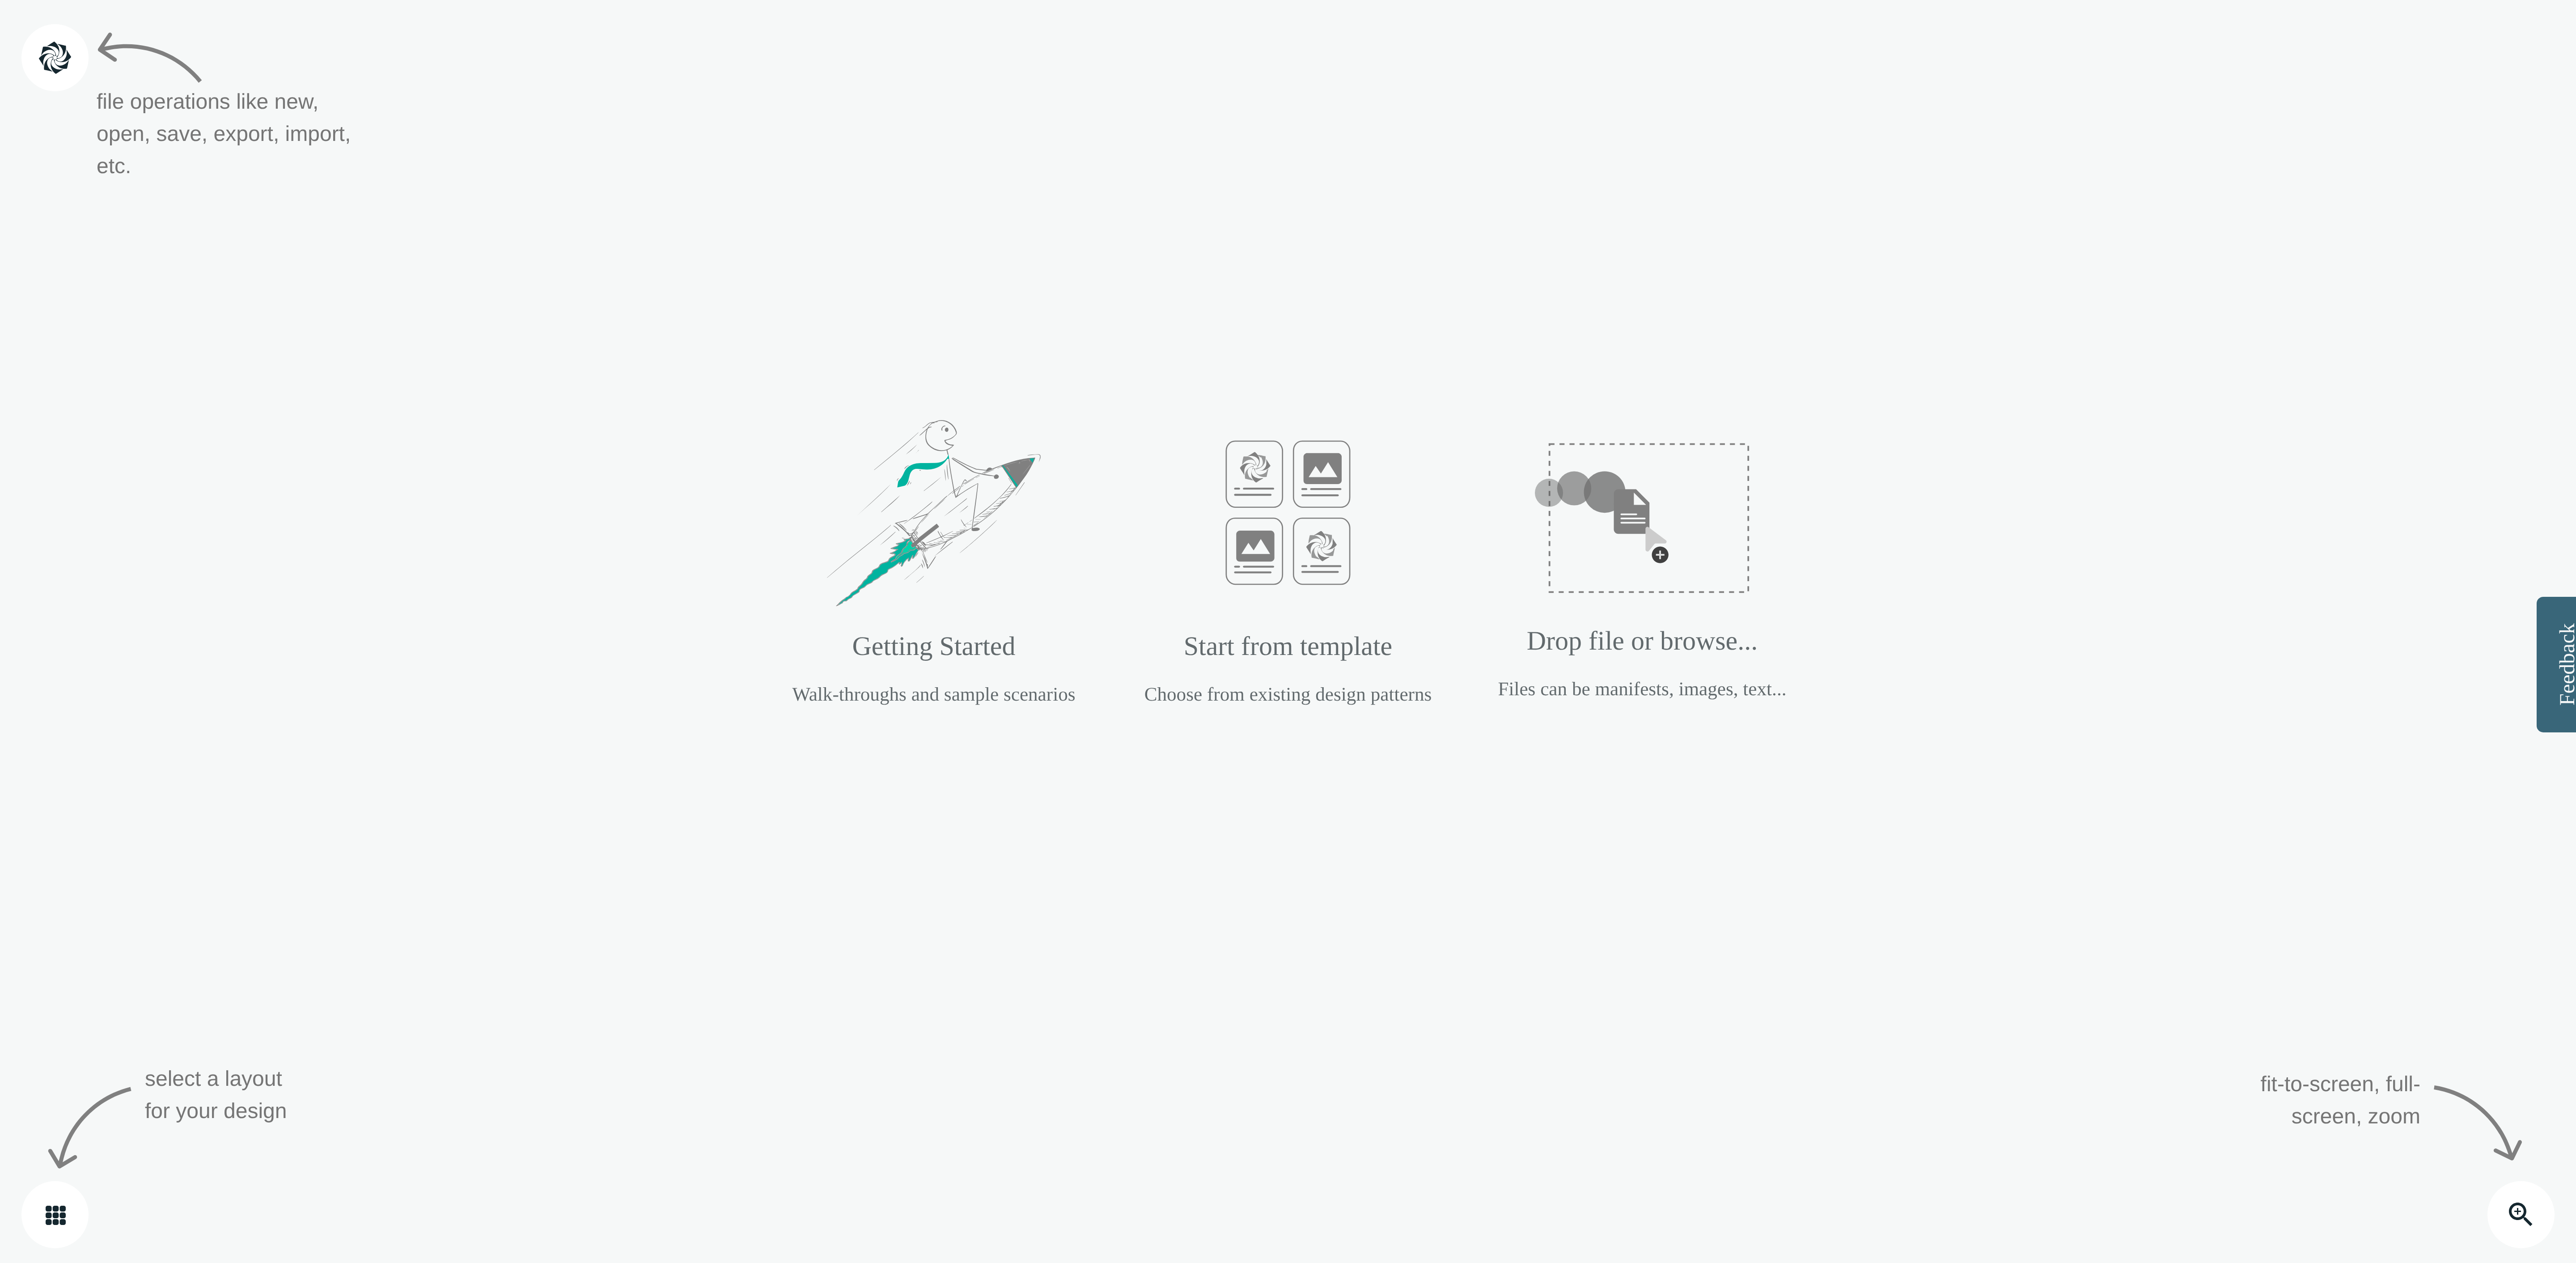 file operations like new,
open, save, export, import,
etc.
Getting Started
Walk-throughs and sample scenarios
Start from template
Choose from existing design patterns
Drop file or browse...
Files can be manifests, images, text...
Feedback
select a layout
for your design
fit-to-screen, full-
screen, zoom